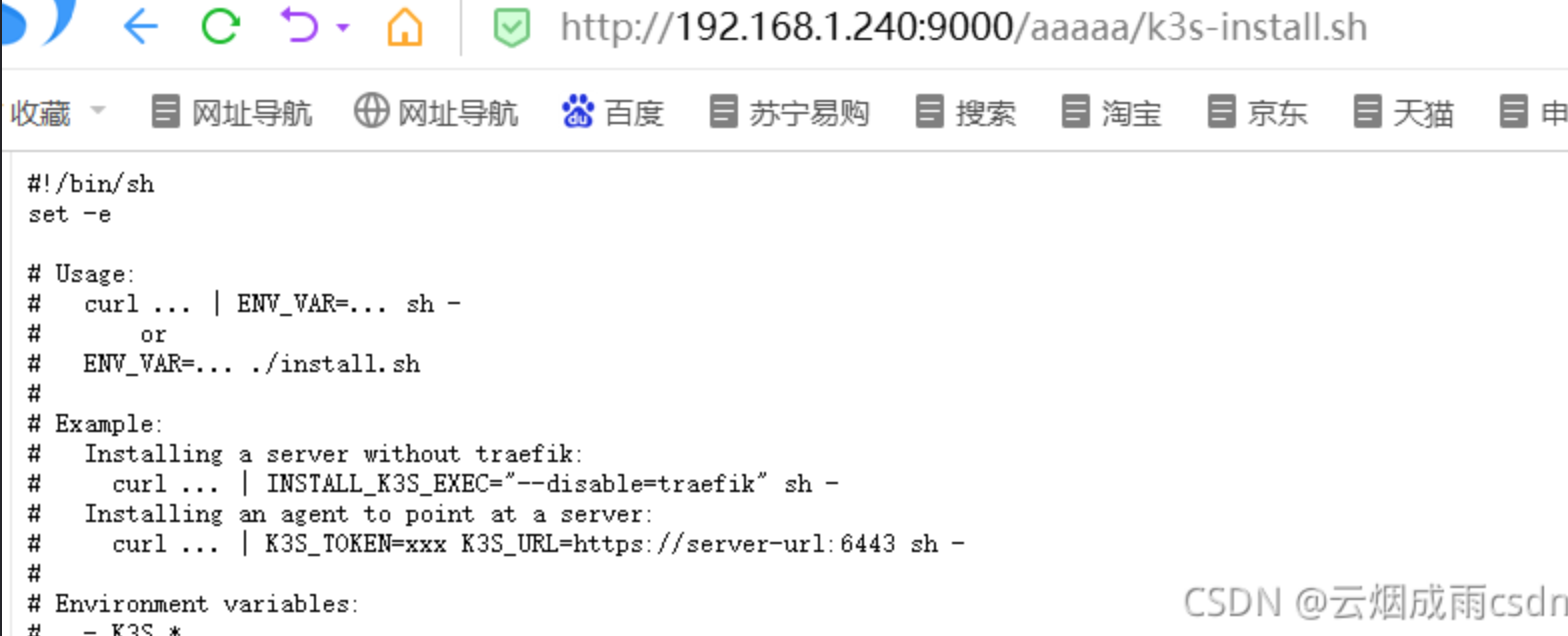 http://192.168.1.240:9000/aaaaa/k3s-install.sh
收藏 网址导航 网址导航 百度 苏宁易购 搜索 淘宝 京东 天猫 申
#!/bin/sh
set -e
# Usage:
#   curl ... | ENV_VAR=... sh -
#       or
#   ENV_VAR=... ./install.sh
#
# Example:
#   Installing a server without traefik:
#     curl ... | INSTALL_K3S_EXEC="--disable=traefik" sh -
#   Installing an agent to point at a server:
#     curl ... | K3S_TOKEN=xxx K3S_URL=https://server-url:6443 sh -
#
# Environment variables:
#   - K3S_*
CSDN @云烟成雨csdn